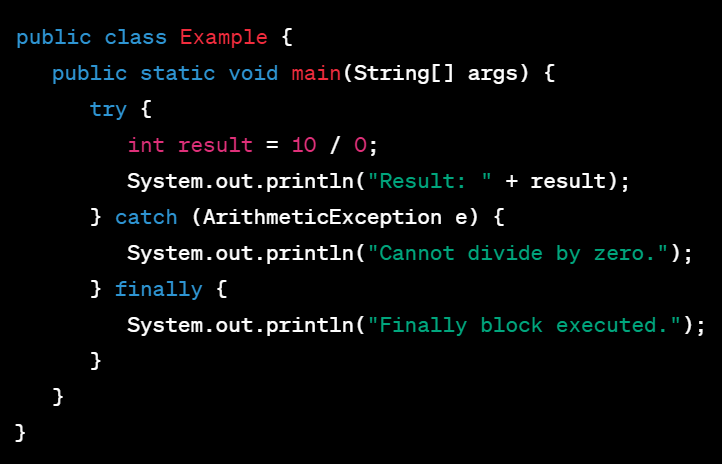 public class Example {
   public static void main(String[] args) {
      try {
         int result = 10 / 0;
         System.out.println("Result: " + result);
      } catch (ArithmeticException e) {
         System.out.println("Cannot divide by zero.");
      } finally {
         System.out.println("Finally block executed.");
      }
   }
}